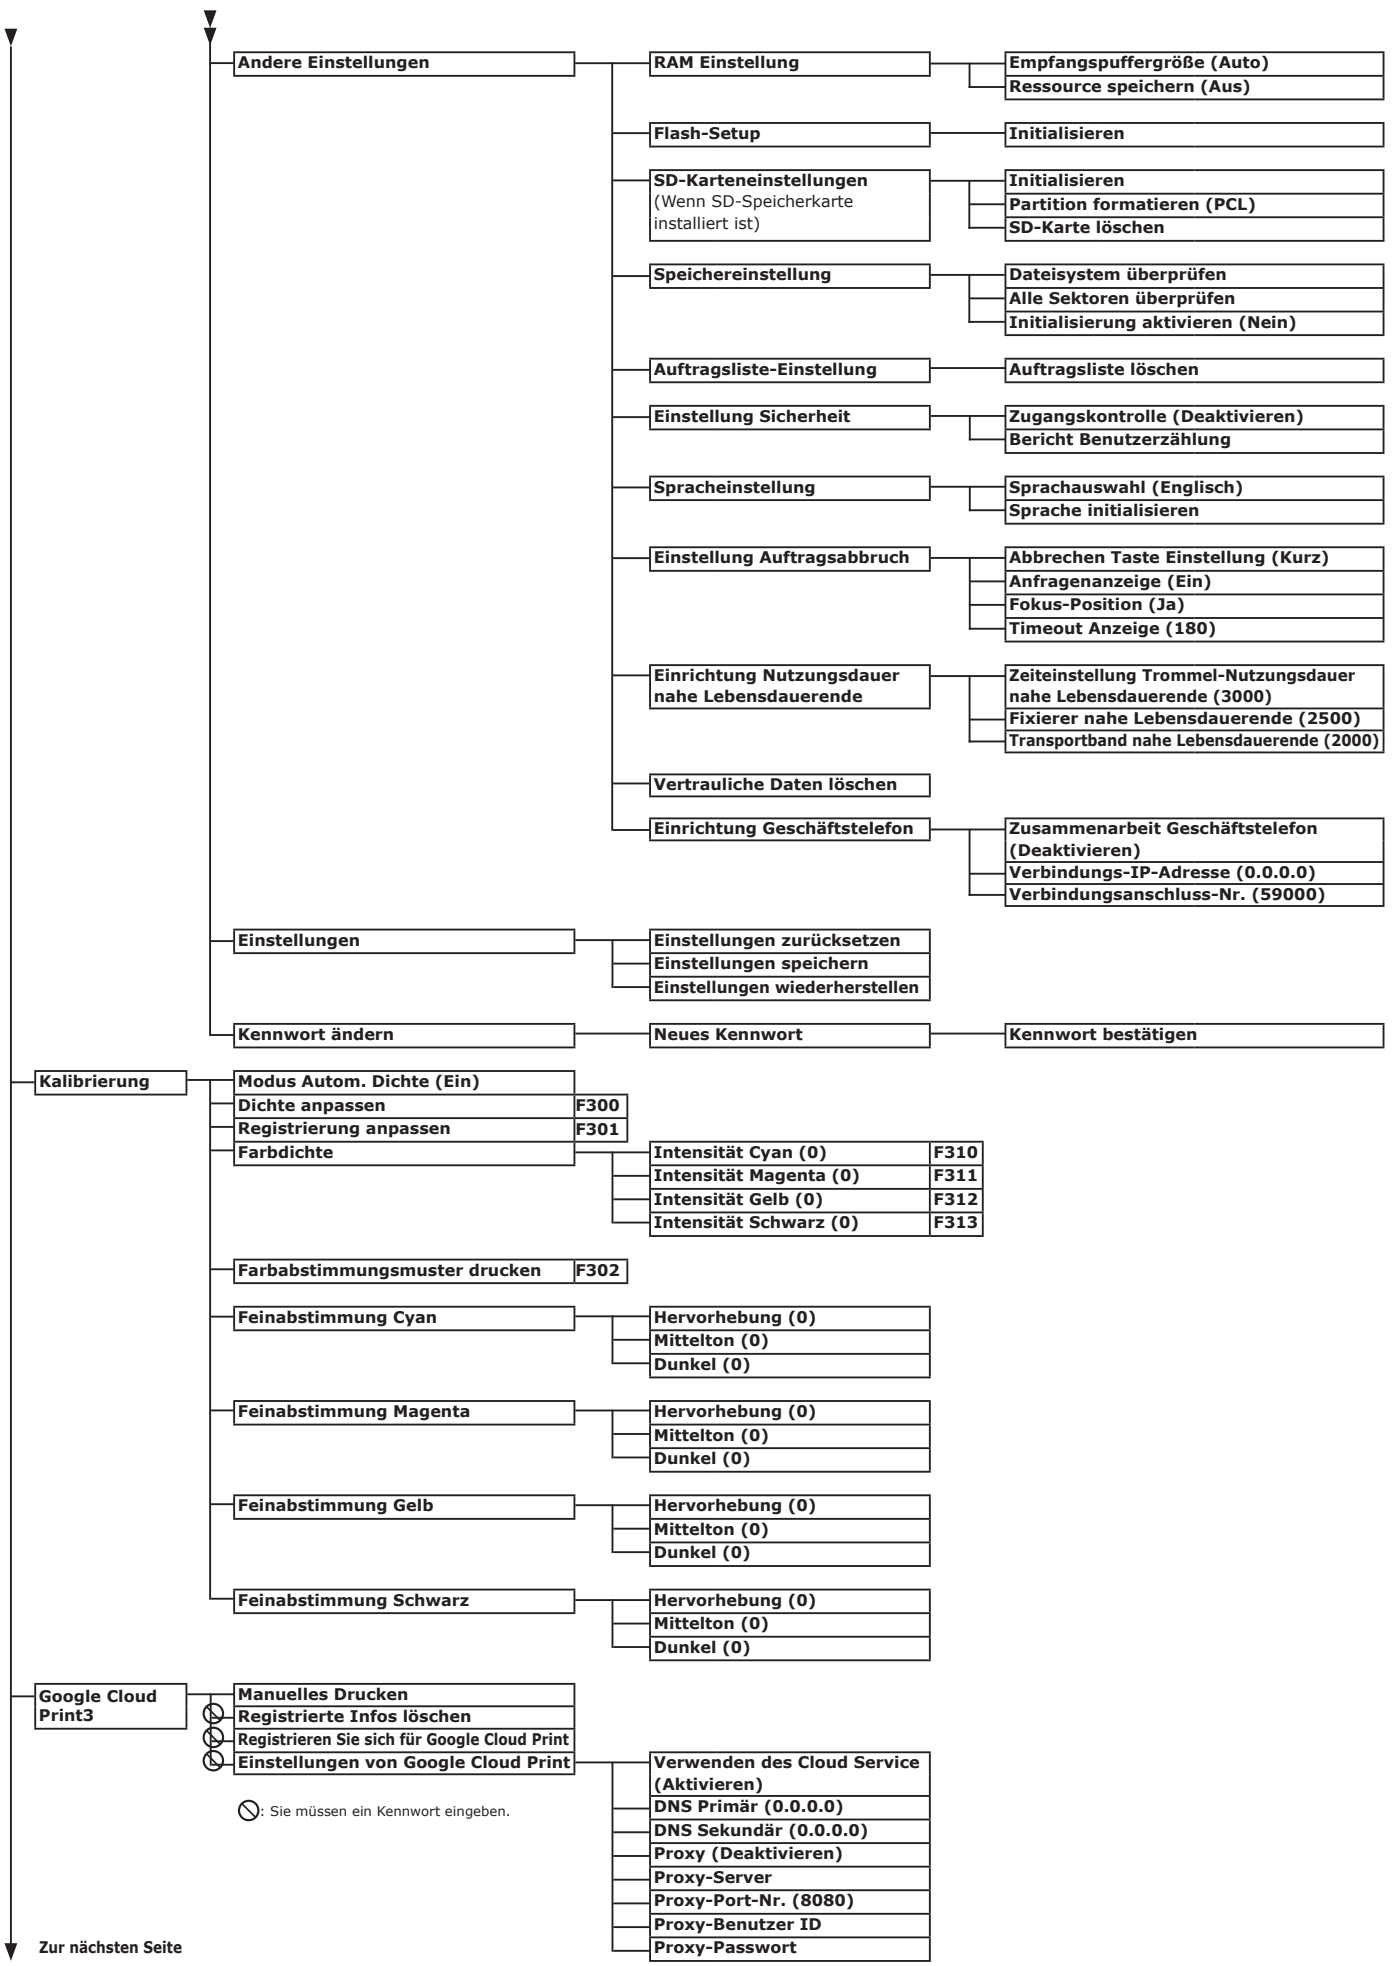 Andere Einstellungen
RAM Einstellung
Empfangspuffergröße (Auto)
Ressource speichern (Aus)
Flash-Setup
Initialisieren
SD-Karteneinstellungen
(Wenn SD-Speicherkarte
installiert ist)
Initialisieren
Partition formatieren (PCL)
SD-Karte löschen
Speichereinstellung
Dateisystem überprüfen
Alle Sektoren überprüfen
Initialisierung aktivieren (Nein)
Auftragsliste-Einstellung
Auftragsliste löschen
Einstellung Sicherheit
Zugangskontrolle (Deaktivieren)
Bericht Benutzerzählung
Spracheinstellung
Sprachauswahl (Englisch)
Sprache initialisieren
Einstellung Auftragsabbruch
Abbrechen Taste Einstellung (Kurz)
Anfragenanzeige (Ein)
Fokus-Position (Ja)
Timeout Anzeige (180)
Einrichtung Nutzungsdauer
nahe Lebensdauerende
Zeiteinstellung Trommel-Nutzungsdauer
nahe Lebensdauerende (3000)
Fixierer nahe Lebensdauerende (2500)
Transportband nahe Lebensdauerende (2000)
Vertrauliche Daten löschen
Einrichtung Geschäftstelefon
Zusammenarbeit Geschäftstelefon
(Deaktivieren)
Verbindungs-IP-Adresse (0.0.0.0)
Verbindungsanschluss-Nr. (59000)
Einstellungen
Einstellungen zurücksetzen
Einstellungen speichern
Einstellungen wiederherstellen
Kennwort ändern
Neues Kennwort
Kennwort bestätigen
Kalibrierung
Modus Autom. Dichte (Ein)
Dichte anpassen F300
Registrierung anpassen F301
Farbdichte
Intensität Cyan (0) F310
Intensität Magenta (0) F311
Intensität Gelb (0) F312
Intensität Schwarz (0) F313
Farbabstimmungsmuster drucken F302
Feinabstimmung Cyan
Hervorhebung (0)
Mittelton (0)
Dunkel (0)
Feinabstimmung Magenta
Hervorhebung (0)
Mittelton (0)
Dunkel (0)
Feinabstimmung Gelb
Hervorhebung (0)
Mittelton (0)
Dunkel (0)
Feinabstimmung Schwarz
Hervorhebung (0)
Mittelton (0)
Dunkel (0)
Google Cloud
Print3
Manuelles Drucken
Registrierte Infos löschen
Registrieren Sie sich für Google Cloud Print
Einstellungen von Google Cloud Print
Verwenden des Cloud Service
(Aktivieren)
DNS Primär (0.0.0.0)
DNS Sekundär (0.0.0.0)
Proxy (Deaktivieren)
Proxy-Server
Proxy-Port-Nr. (8080)
Proxy-Benutzer ID
Proxy-Passwort
: Sie müssen ein Kennwort eingeben.
Zur nächsten Seite